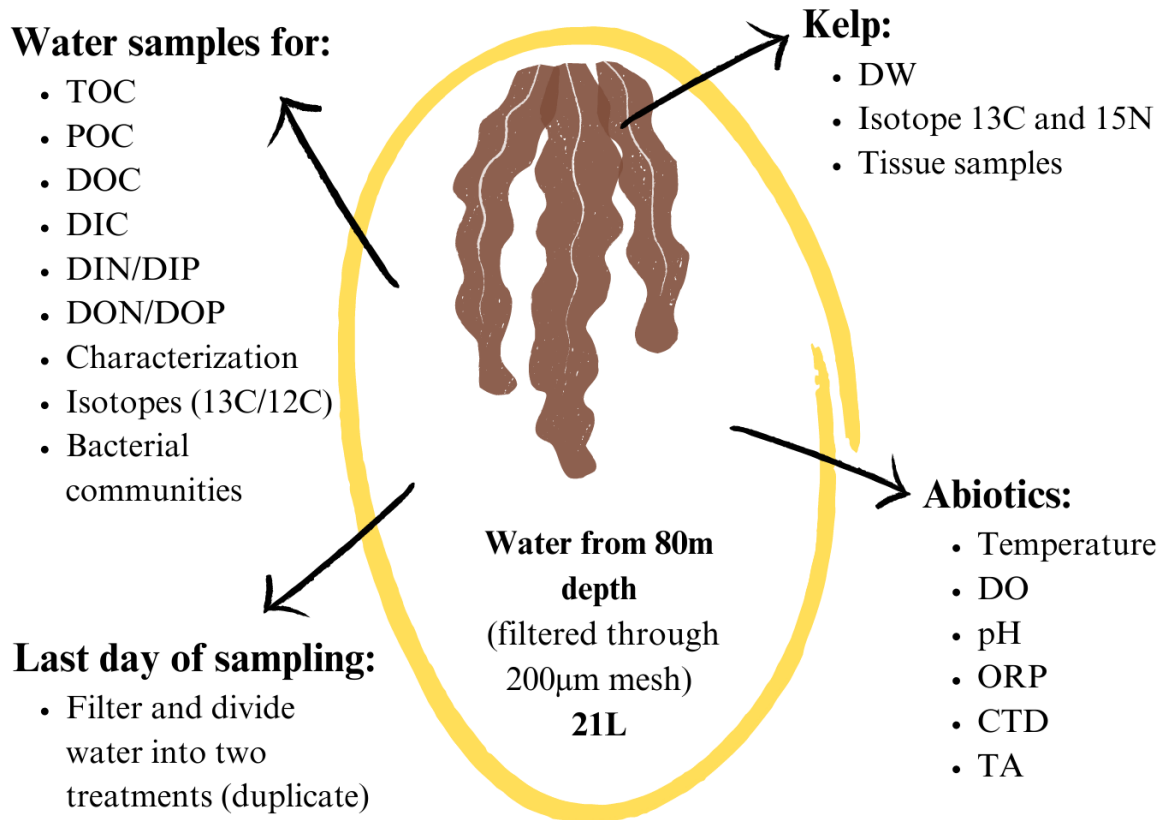 Water samples for:
• TOC
• POC
• DOC
• DIC
• DIN/DIP
• DON/DOP
• Characterization
• Isotopes (13C/12C)
• Bacterial
communities
Kelp:
• DW
• Isotope 13C and 15N
• Tissue samples
Water from 80m
depth
(filtered through
200µm mesh)
21L
Last day of sampling:
• Filter and divide
water into two
treatments (duplicate)
Abiotics:
• Temperature
• DO
• pH
• ORP
• CTD
• TA